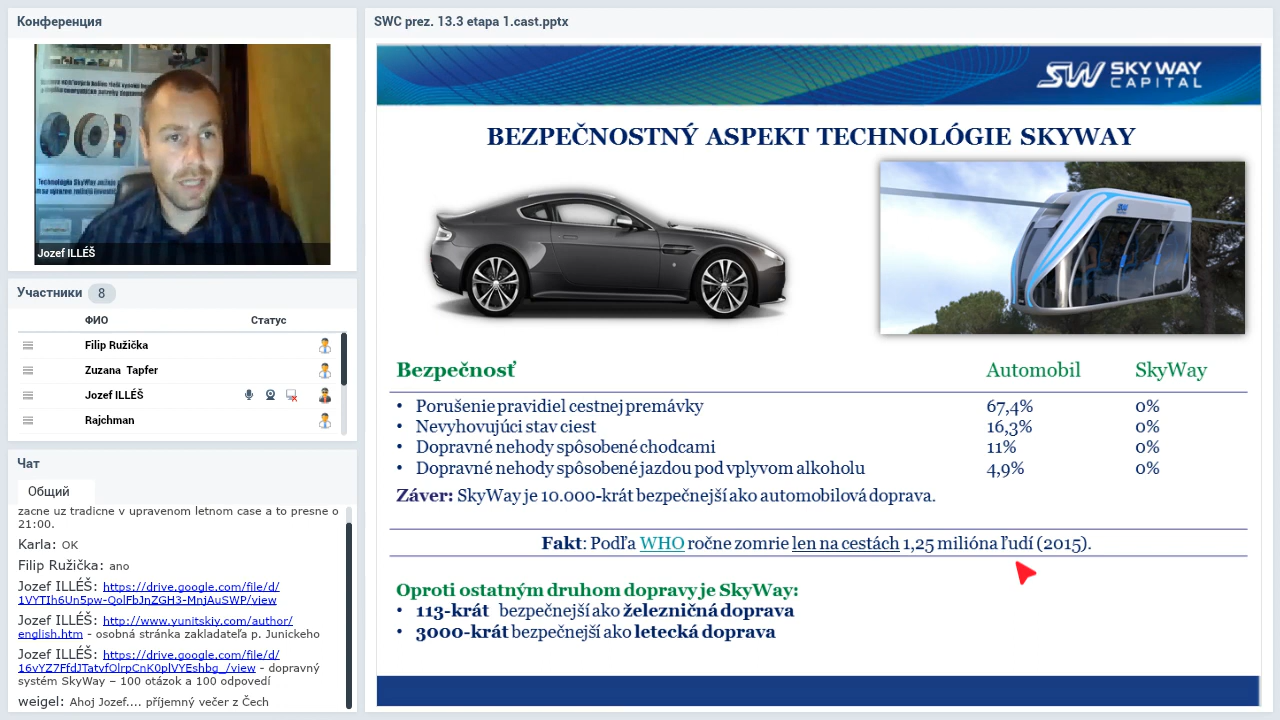 Конференция
Jozef ILLÉŠ
Участники 8
ФИО Статус
Filip Ružička
Zuzana Tapfer
Jozef ILLÉŠ
Rajchman
Чат
Общий
zacne uz tradicne v upravenom letnom case a to presne o
21:00.
Karla: OK
Filip Ružička: ano
Jozef ILLÉŠ: https://drive.google.com/file/d/
1VYTIh6Un5pw-QolFbJnZGH3-MnjAuSWP/view
Jozef ILLÉŠ: http://www.yunitskiy.com/author/
english.htm - osobná stránka zakladateľa p. Junického
Jozef ILLÉŠ: https://drive.google.com/file/d/
16vYZ7FfdJTatvfOlrpCnK0plVYEshbg_/view - dopravný
systém SkyWay – 100 otázok a 100 odpovedí
weigel: Ahoj Jozef.... příjemný večer z Čech
SWC prez. 13.3 etapa 1.cast.pptx
SW SKY WAY
CAPITAL
BEZPEČNOSTNÝ ASPEKT TECHNOLÓGIE SKYWAY
Bezpečnosť Automobil SkyWay
• Porušenie pravidiel cestnej premávky 67,4% 0%
• Nevyhovujúci stav ciest 16,3% 0%
• Dopravné nehody spôsobené chodcami 11% 0%
• Dopravné nehody spôsobené jazdou pod vplyvom alkoholu 4,9% 0%
Záver: SkyWay je 10.000-krát bezpečnejší ako automobilová doprava.
Fakt: Podľa WHO ročne zomrie len na cestách 1,25 milióna ľudí (2015).
Oproti ostatným druhom dopravy je SkyWay:
• 113-krát bezpečnejší ako železničná doprava
• 3000-krát bezpečnejší ako letecká doprava